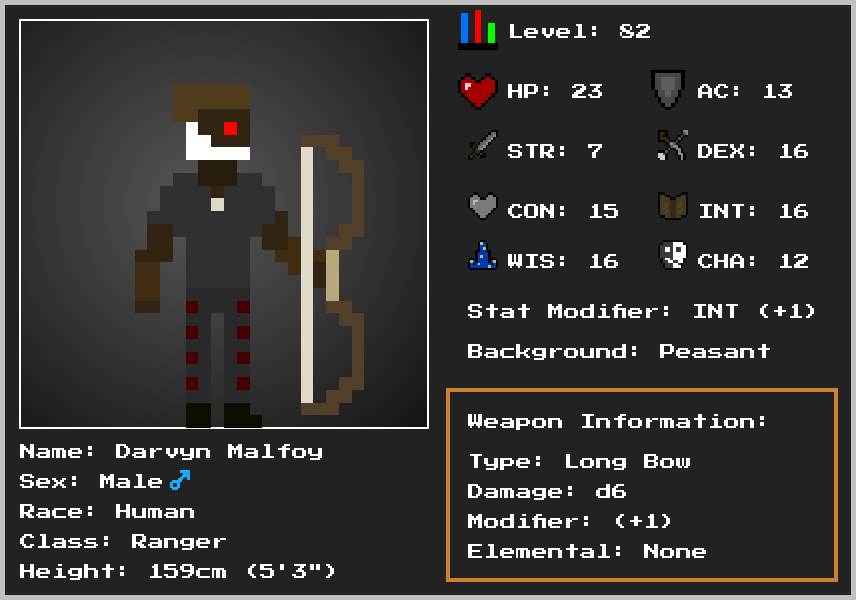 Level: 82
HP: 23 AC: 13
STR: 7 DEX: 16
CON: 15 INT: 16
WIS: 16 CHA: 12
Stat Modifier: INT (+1)
Background: Peasant
Weapon Information:
Type: Long Bow
Damage: d6
Modifier: (+1)
Elemental: None
Name: Darvyn Malfoy
Sex: Male ♂
Race: Human
Class: Ranger
Height: 159cm (5'3")